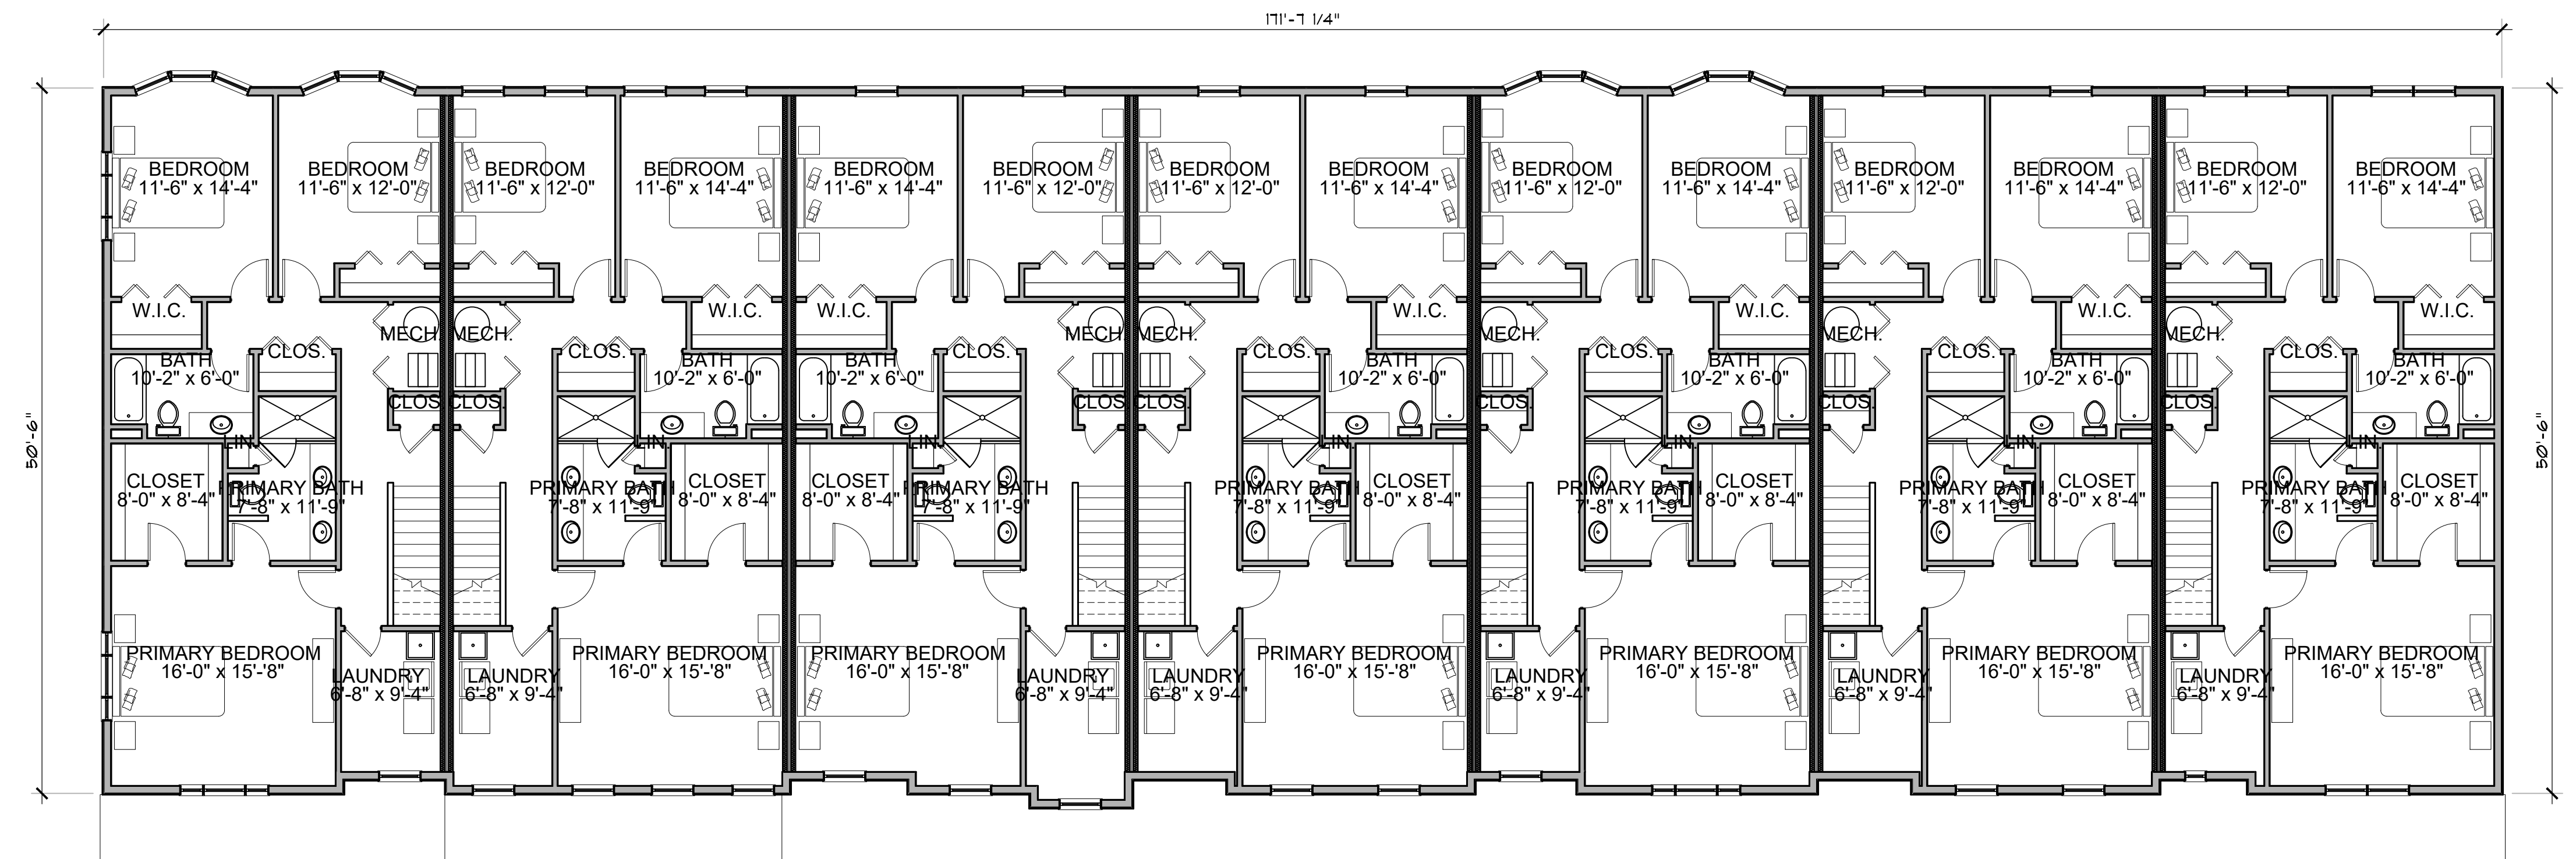 171'-7 1/4"
BEDROOM
11'-6" x 14'-4"
BEDROOM
11'-6" x 12'-0"
BEDROOM
11'-6" x 12'-0"
BEDROOM
11'-6" x 14'-4"
BEDROOM
11'-6" x 14'-4"
BEDROOM
11'-6" x 12'-0"
BEDROOM
11'-6" x 12'-0"
BEDROOM
11'-6" x 14'-4"
BEDROOM
11'-6" x 12'-0"
BEDROOM
11'-6" x 14'-4"
BEDROOM
11'-6" x 12'-0"
BEDROOM
11'-6" x 14'-4"
BEDROOM
11'-6" x 12'-0"
BEDROOM
11'-6" x 14'-4"
W.I.C.
W.I.C.
W.I.C.
W.I.C.
W.I.C.
W.I.C.
W.I.C.
MECH.
MECH.
MECH.
MECH.
MECH.
MECH.
MECH.
BATH
10'-2" x 6'-0"
CLOS.
CLOS.
BATH
10'-2" x 6'-0"
BATH
10'-2" x 6'-0"
CLOS.
CLOS.
BATH
10'-2" x 6'-0"
CLOS.
BATH
10'-2" x 6'-0"
CLOS.
BATH
10'-2" x 6'-0"
CLOS.
BATH
10'-2" x 6'-0"
CLOS.
CLOS.
CLOS.
CLOS.
CLOS.
CLOS.
CLOS.
50'-6"
LIN.
LIN.
LIN.
LIN.
LIN.
LIN.
LIN.
50'-6"
CLOSET
8'-0" x 8'-4"
PRIMARY BATH
7'-8" x 11'-9"
PRIMARY BATH
7'-8" x 11'-9"
CLOSET
8'-0" x 8'-4"
CLOSET
8'-0" x 8'-4"
PRIMARY BATH
7'-8" x 11'-9"
PRIMARY BATH
7'-8" x 11'-9"
CLOSET
8'-0" x 8'-4"
PRIMARY BATH
7'-8" x 11'-9"
CLOSET
8'-0" x 8'-4"
PRIMARY BATH
7'-8" x 11'-9"
CLOSET
8'-0" x 8'-4"
PRIMARY BATH
7'-8" x 11'-9"
CLOSET
8'-0" x 8'-4"
PRIMARY BEDROOM
16'-0" x 15-'8"
LAUNDRY
6'-8" x 9'-4"
LAUNDRY
6'-8" x 9'-4"
PRIMARY BEDROOM
16'-0" x 15-'8"
PRIMARY BEDROOM
16'-0" x 15-'8"
LAUNDRY
6'-8" x 9'-4"
LAUNDRY
6'-8" x 9'-4"
PRIMARY BEDROOM
16'-0" x 15-'8"
LAUNDRY
6'-8" x 9'-4"
PRIMARY BEDROOM
16'-0" x 15-'8"
LAUNDRY
6'-8" x 9'-4"
PRIMARY BEDROOM
16'-0" x 15-'8"
LAUNDRY
6'-8" x 9'-4"
PRIMARY BEDROOM
16'-0" x 15-'8"